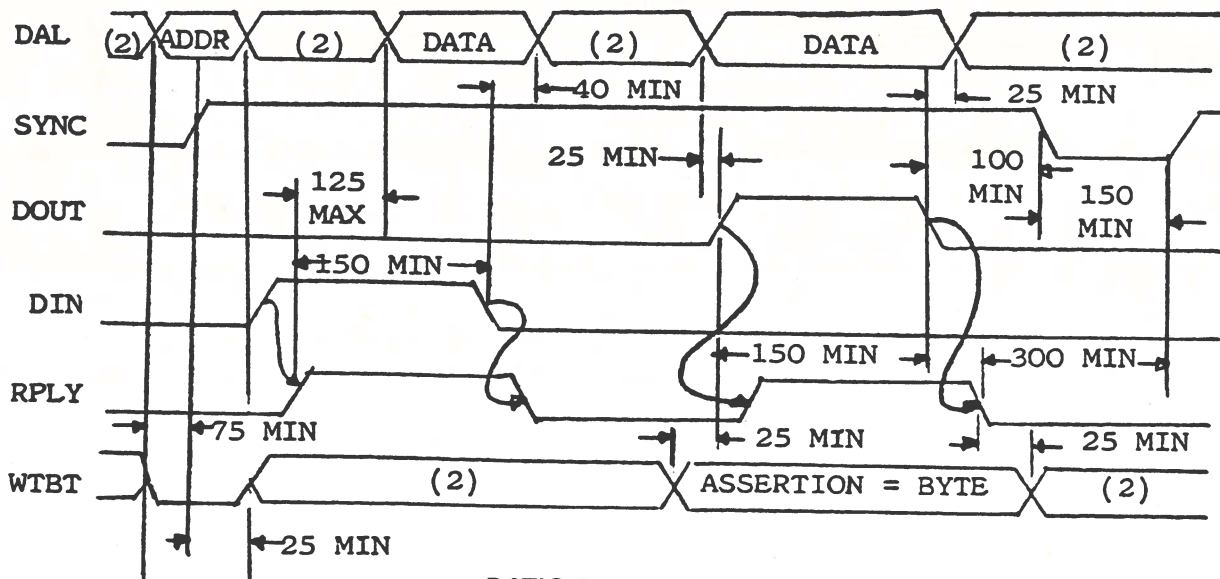 DAL (2) ADDR (2) DATA (2) DATA (2)
40 MIN 25 MIN
SYNC
25 MIN 100 MIN
125 MAX 150 MIN
DOUT
150 MIN
DIN
150 MIN 300 MIN
RPLY
75 MIN 25 MIN 25 MIN
WTBT (2) ASSERTION = BYTE (2)
25 MIN